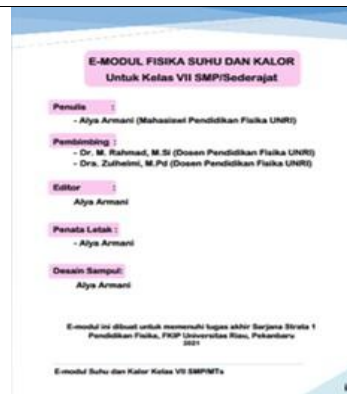 E-MODUL FISIKA SUHU DAN KALOR
Untuk Kelas VII SMP/Sederajat
Penulis :
- Alya Armani (Mahasiswi Pendidikan Fisika UNRI)
Pembimbing :
- Dr. M. Rahmad, M.Si (Dosen Pendidikan Fisika UNRI)
- Dra. Zulhelmi, M.Pd (Dosen Pendidikan Fisika UNRI)
Editor :
Alya Armani
Penata Letak :
- Alya Armani
Desain Sampul:
Alya Armani
E-modul ini dibuat untuk memenuhi tugas akhir Sarjana Strata 1
Pendidikan Fisika, FKIP Universitas Riau, Pekanbaru
2021
E-modul Suhu dan Kalor Kelas VII SMP/MTs